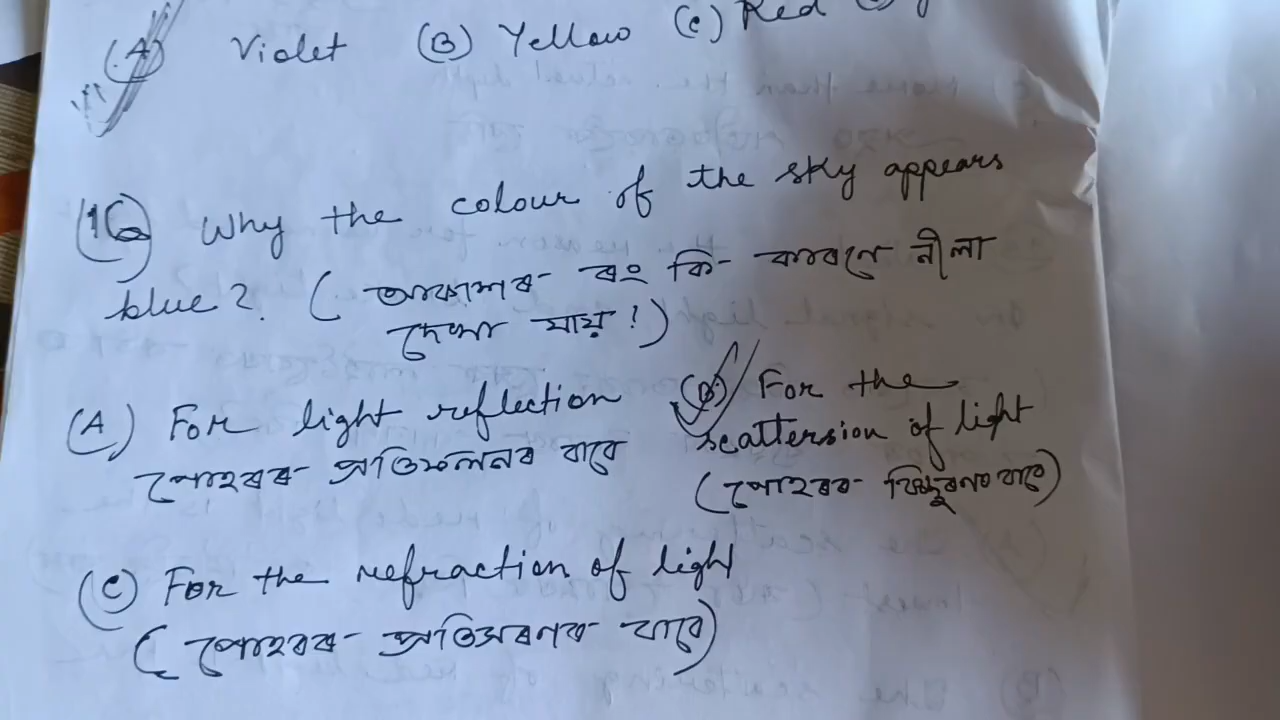 (A) Violet (B) Yellow (C) Red
(16) Why the colour of the sky appears
blue? (আকাশৰ ৰং কি কাৰণে নীলা
দেখা যায়?)
(A) For light reflection
পোহৰৰ প্ৰতিফলনৰ বাবে
(B) For the
scattersion of light
(পোহৰৰ বিচ্ছুৰণৰ বাবে)
(C) For the refraction of light
(পোহৰৰ প্ৰতিসৰণৰ বাবে)